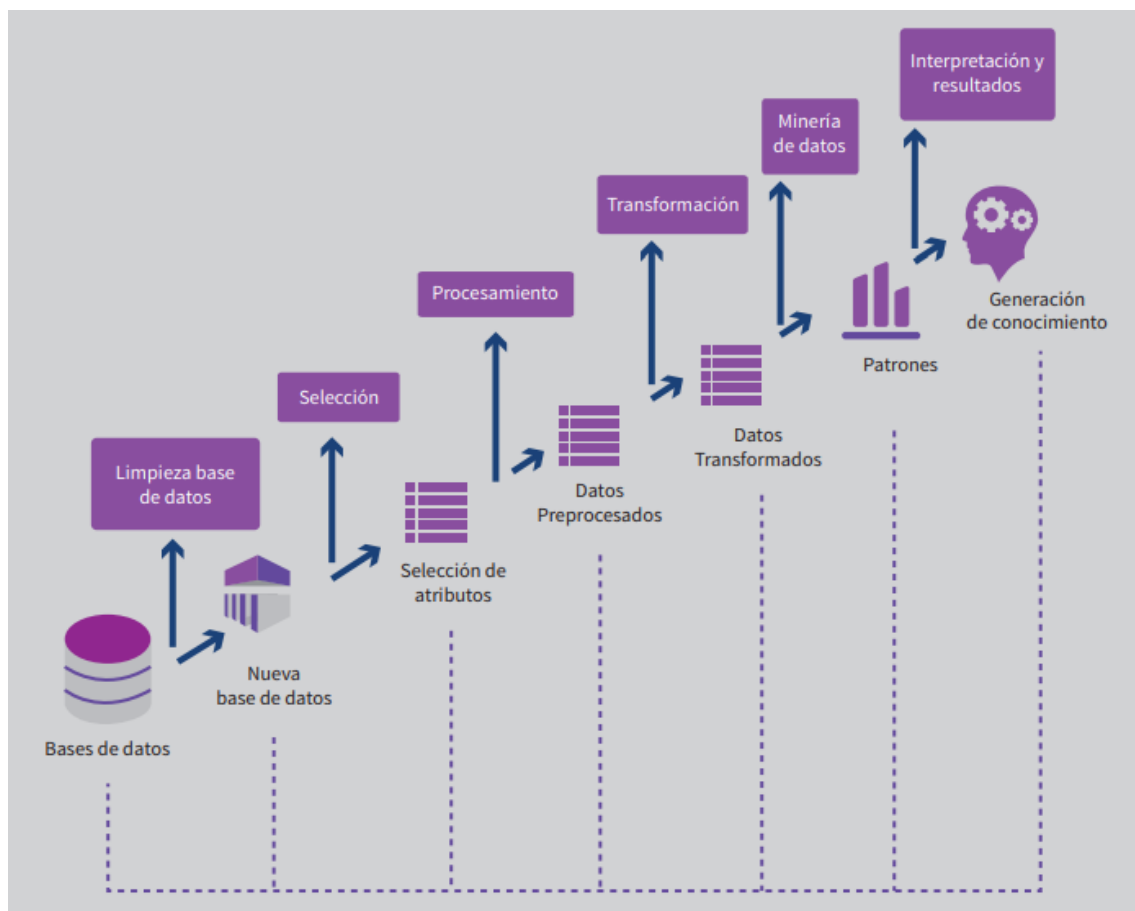 Interpretación y
resultados
Minería
de datos
Transformación
Procesamiento
Generación
de conocimiento
Patrones
Selección
Datos
Transformados
Limpieza base
de datos
Datos
Preprocesados
Selección de
atributos
Nueva
base de datos
Bases de datos